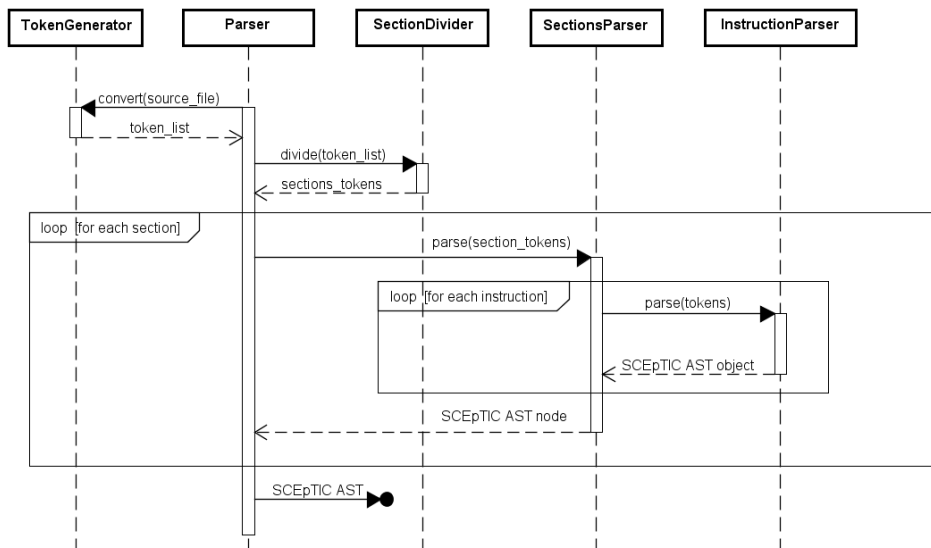 TokenGenerator
Parser
SectionDivider
SectionsParser
InstructionParser
convert(source_file)
token_list
divide(token_list)
sections_tokens
loop [for each section]
parse(section_tokens)
loop [for each instruction]
parse(tokens)
SCEpTIC AST object
SCEpTIC AST node
SCEpTIC AST